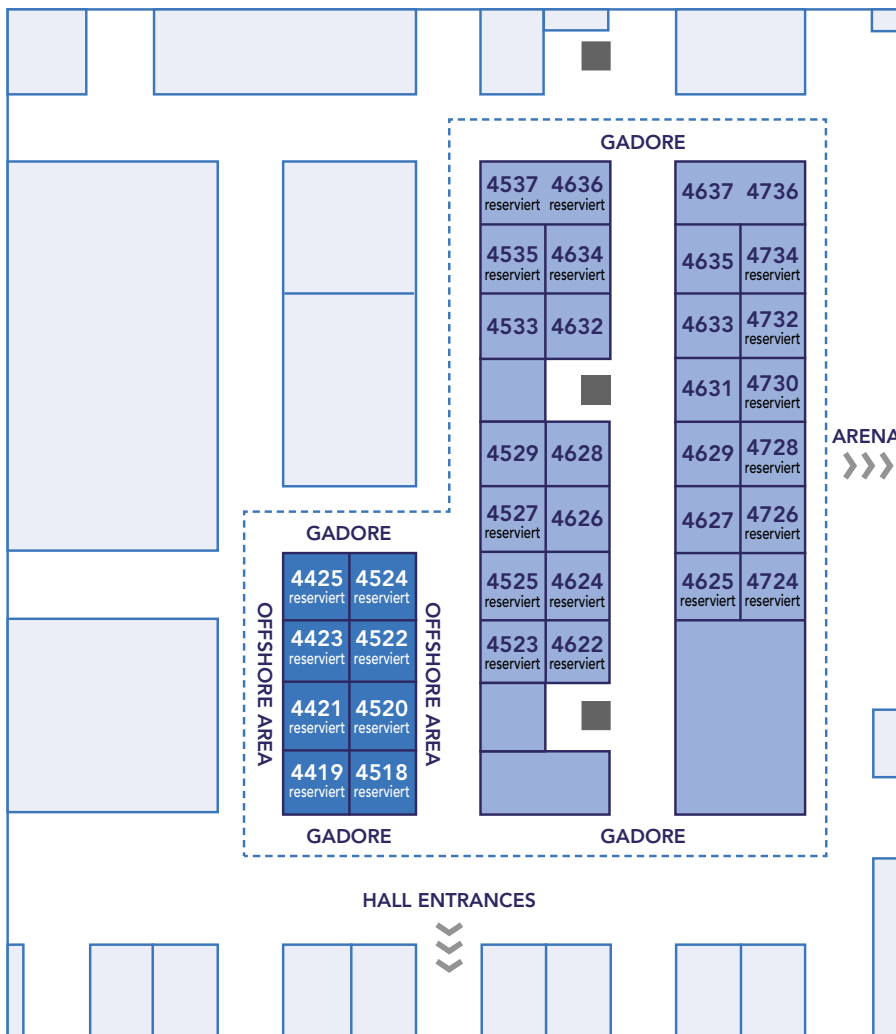 GADORE
4537 4636
reserviert reserviert
4637 4736
4535 4634
reserviert reserviert
4635 4734
reserviert
4533 4632
4633 4732
reserviert
4631 4730
reserviert
ARENA
4529 4628
4629 4728
reserviert
4527 4626
reserviert
4627 4726
reserviert
GADORE
4425 4524
reserviert reserviert
4525 4624
reserviert reserviert
4625 4724
reserviert reserviert
OFFSHORE AREA
OFFSHORE AREA
4423 4522
reserviert reserviert
4523 4622
reserviert reserviert
4421 4520
reserviert reserviert
4419 4518
reserviert reserviert
GADORE
GADORE
HALL ENTRANCES